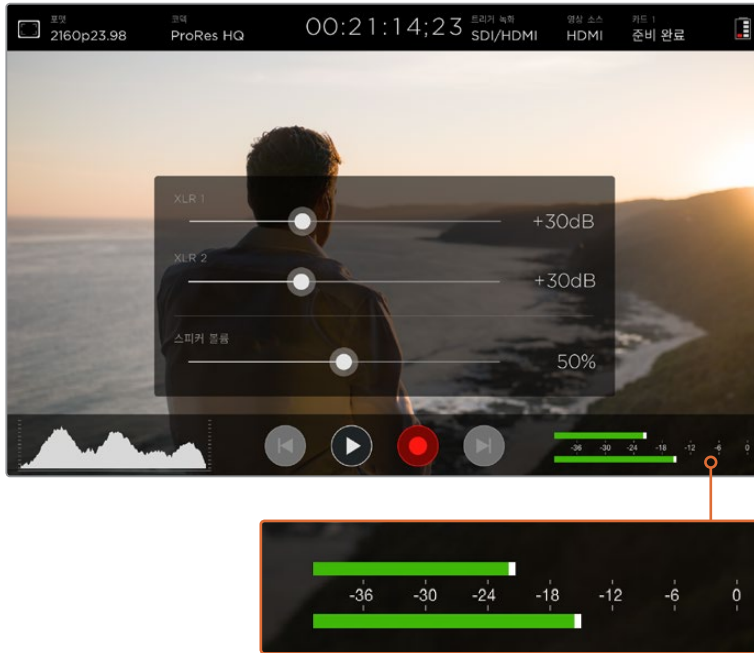 포맷
2160p23.98
코덱
ProRes HQ
00:21:14;23
트리거 녹화
SDI/HDMI
영상 소스
HDMI
카드 1
준비 완료
XLR 1
+30dB
XLR 2
+30dB
스피커 볼륨
50%
-36 -30 -24 -18 -12 -6 0
-36 -30 -24 -18 -12 -6 0